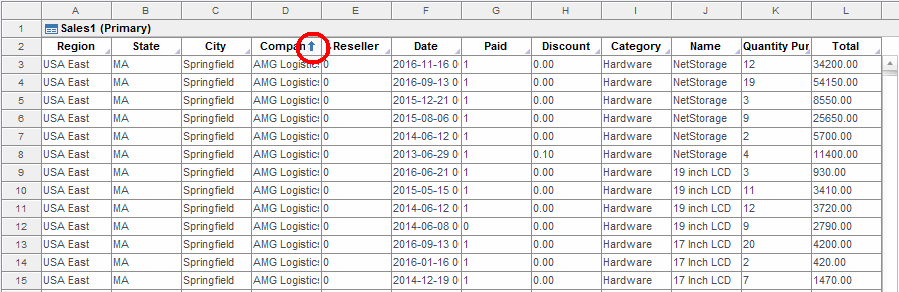 A B C D E F G H I J K L
1 Sales1 (Primary)
2 Region State City Compan Reseller Date Paid Discount Category Name Quantity Pur Total
3 USA East MA Springfield AMG Logistics 0 2016-11-16 0 1 0.00 Hardware NetStorage 12 34200.00
4 USA East MA Springfield AMG Logistics 0 2016-09-13 0 1 0.00 Hardware NetStorage 19 54150.00
5 USA East MA Springfield AMG Logistics 0 2015-12-21 0 1 0.00 Hardware NetStorage 3 8550.00
6 USA East MA Springfield AMG Logistics 0 2015-08-06 0 1 0.00 Hardware NetStorage 9 25650.00
7 USA East MA Springfield AMG Logistics 0 2014-06-12 0 1 0.00 Hardware NetStorage 2 5700.00
8 USA East MA Springfield AMG Logistics 0 2013-06-29 0 1 0.10 Hardware NetStorage 4 11400.00
9 USA East MA Springfield AMG Logistics 0 2016-06-21 0 1 0.00 Hardware 19 inch LCD 3 930.00
10 USA East MA Springfield AMG Logistics 0 2015-05-15 0 1 0.00 Hardware 19 inch LCD 11 3410.00
11 USA East MA Springfield AMG Logistics 0 2014-06-12 0 1 0.00 Hardware 19 inch LCD 12 3720.00
12 USA East MA Springfield AMG Logistics 0 2014-06-08 0 0 0.00 Hardware 19 inch LCD 9 2790.00
13 USA East MA Springfield AMG Logistics 0 2016-09-13 0 1 0.00 Hardware 17 Inch LCD 20 4200.00
14 USA East MA Springfield AMG Logistics 0 2016-01-16 0 1 0.00 Hardware 17 Inch LCD 2 420.00
15 USA East MA Springfield AMG Logistics 0 2014-12-19 0 1 0.00 Hardware 17 Inch LCD 7 1470.00